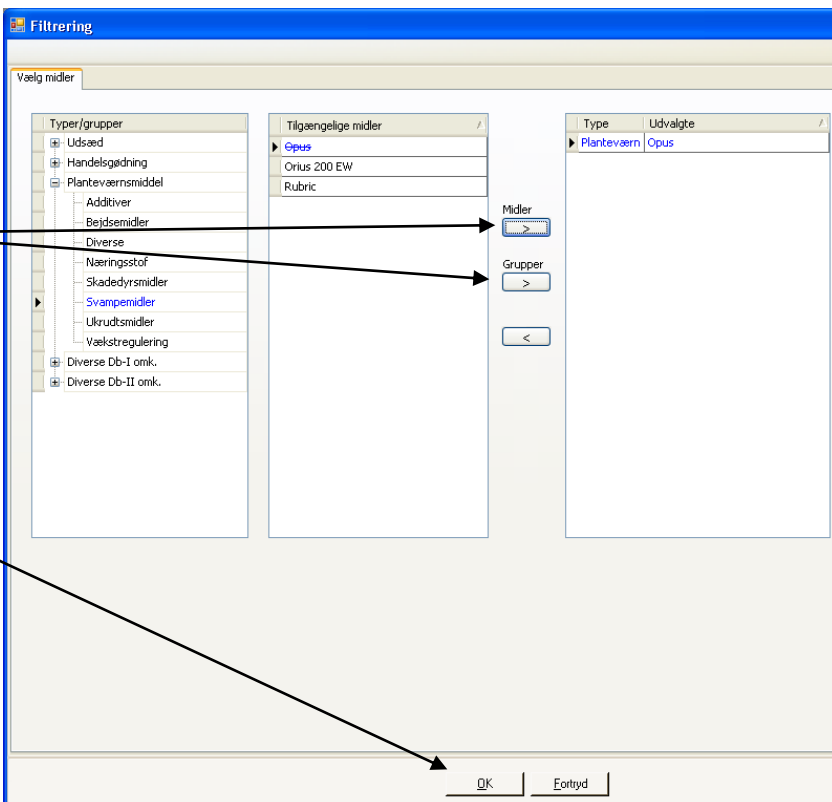 Filtrering
Vælg midler
Typer/grupper
Udsæd
Handelsgødning
Planteværnsmiddel
Additiver
Bejdsemidler
Diverse
Næringsstof
Skadedyrsmidler
Svampemidler
Ukrudtsmidler
Vækstregulering
Diverse Db-I omk.
Diverse Db-II omk.
Tilgængelige midler
Opus
Orius 200 EW
Rubric
Midler
>
Grupper
>
<
Type Udvalgte
Planteværn Opus
OK Fortryd